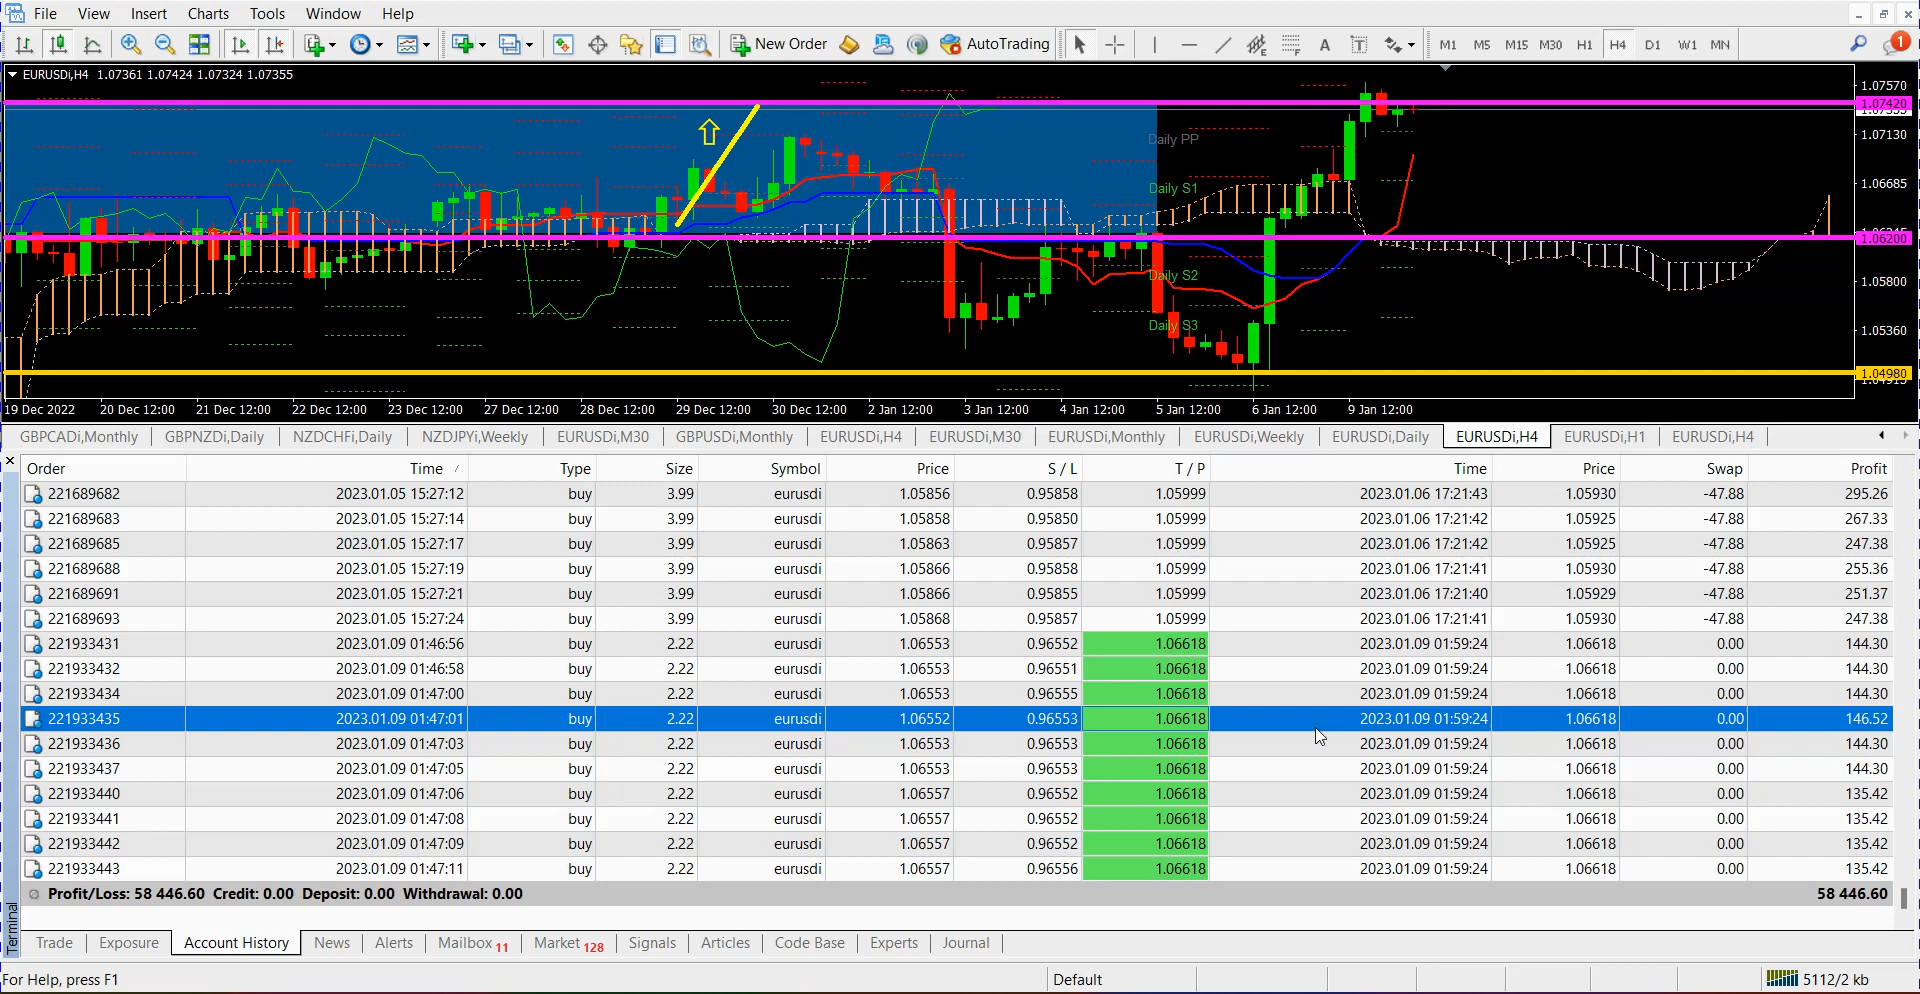 File View Insert Charts Tools Window Help
New Order AutoTrading A T M1 M5 M15 M30 H1 H4 D1 W1 MN 1
EURUSDi,H4 1.07361 1.07424 1.07324 1.07355
1.07570
1.07420
1.07130
1.06685
1.06200
1.05800
1.05360
1.04980
Daily PP
Daily S1
Daily S2
Daily S3
19 Dec 2022 20 Dec 12:00 21 Dec 12:00 22 Dec 12:00 23 Dec 12:00 27 Dec 12:00 28 Dec 12:00 29 Dec 12:00 30 Dec 12:00 2 Jan 12:00 3 Jan 12:00 4 Jan 12:00 5 Jan 12:00 6 Jan 12:00 9 Jan 12:00
GBPCADi,Monthly GBPNZDi,Daily NZDCHFi,Daily NZDJPYi,Weekly EURUSDi,M30 GBPUSDi,Monthly EURUSDi,H4 EURUSDi,M30 EURUSDi,Monthly EURUSDi,Weekly EURUSDi,Daily EURUSDi,H4 EURUSDi,H1 EURUSDi,H4
Order Time / Type Size Symbol Price S / L T / P Time Price Swap Profit
221689682 2023.01.05 15:27:12 buy 3.99 eurusdi 1.05856 0.95858 1.05999 2023.01.06 17:21:43 1.05930 -47.88 295.26
221689683 2023.01.05 15:27:14 buy 3.99 eurusdi 1.05858 0.95850 1.05999 2023.01.06 17:21:42 1.05925 -47.88 267.33
221689685 2023.01.05 15:27:17 buy 3.99 eurusdi 1.05863 0.95857 1.05999 2023.01.06 17:21:42 1.05925 -47.88 247.38
221689688 2023.01.05 15:27:19 buy 3.99 eurusdi 1.05866 0.95858 1.05999 2023.01.06 17:21:41 1.05930 -47.88 255.36
221689691 2023.01.05 15:27:21 buy 3.99 eurusdi 1.05866 0.95855 1.05999 2023.01.06 17:21:40 1.05929 -47.88 251.37
221689693 2023.01.05 15:27:24 buy 3.99 eurusdi 1.05868 0.95857 1.05999 2023.01.06 17:21:41 1.05930 -47.88 247.38
221933431 2023.01.09 01:46:56 buy 2.22 eurusdi 1.06553 0.96552 1.06618 2023.01.09 01:59:24 1.06618 0.00 144.30
221933432 2023.01.09 01:46:58 buy 2.22 eurusdi 1.06553 0.96551 1.06618 2023.01.09 01:59:24 1.06618 0.00 144.30
221933434 2023.01.09 01:47:00 buy 2.22 eurusdi 1.06553 0.96555 1.06618 2023.01.09 01:59:24 1.06618 0.00 144.30
221933435 2023.01.09 01:47:01 buy 2.22 eurusdi 1.06552 0.96553 1.06618 2023.01.09 01:59:24 1.06618 0.00 146.52
221933436 2023.01.09 01:47:03 buy 2.22 eurusdi 1.06553 0.96553 1.06618 2023.01.09 01:59:24 1.06618 0.00 144.30
221933437 2023.01.09 01:47:05 buy 2.22 eurusdi 1.06553 0.96553 1.06618 2023.01.09 01:59:24 1.06618 0.00 144.30
221933440 2023.01.09 01:47:06 buy 2.22 eurusdi 1.06557 0.96552 1.06618 2023.01.09 01:59:24 1.06618 0.00 135.42
221933441 2023.01.09 01:47:08 buy 2.22 eurusdi 1.06557 0.96552 1.06618 2023.01.09 01:59:24 1.06618 0.00 135.42
221933442 2023.01.09 01:47:09 buy 2.22 eurusdi 1.06557 0.96552 1.06618 2023.01.09 01:59:24 1.06618 0.00 135.42
221933443 2023.01.09 01:47:11 buy 2.22 eurusdi 1.06557 0.96556 1.06618 2023.01.09 01:59:24 1.06618 0.00 135.42
Profit/Loss: 58 446.60 Credit: 0.00 Deposit: 0.00 Withdrawal: 0.00 58 446.60
Terminal
Trade Exposure Account History News Alerts Mailbox 11 Market 128 Signals Articles Code Base Experts Journal
For Help, press F1 Default 5112/2 kb